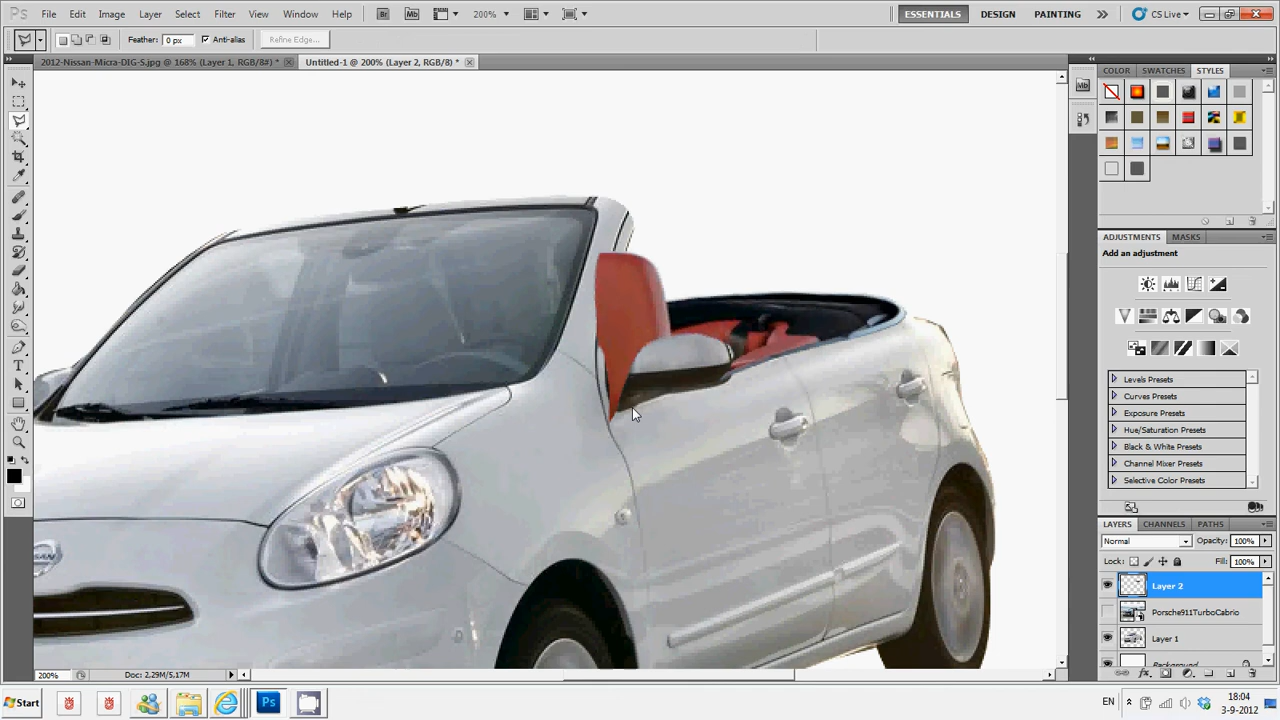 Ps File Edit Image Layer Select Filter View Window Help Br Mb 200% ESSENTIALS DESIGN PAINTING CS Live
Feather: 0 px Anti-alias Refine Edge...
2012-Nissan-Micra-DIG-S.jpg @ 168% (Layer 1, RGB/8#) * Untitled-1 @ 200% (Layer 2, RGB/8) *
COLOR SWATCHES STYLES
Mb
ADJUSTMENTS MASKS
Add an adjustment
Levels Presets
Curves Presets
Exposure Presets
Hue/Saturation Presets
Black & White Presets
Channel Mixer Presets
Selective Color Presets
LAYERS CHANNELS PATHS
Normal Opacity: 100%
Lock: Fill: 100%
Layer 2
Porsche911TurboCabrio
Layer 1
Background
NISSAN
200% Doc: 2,29M/5,17M
Start Ps EN 18:04
3-9-2012